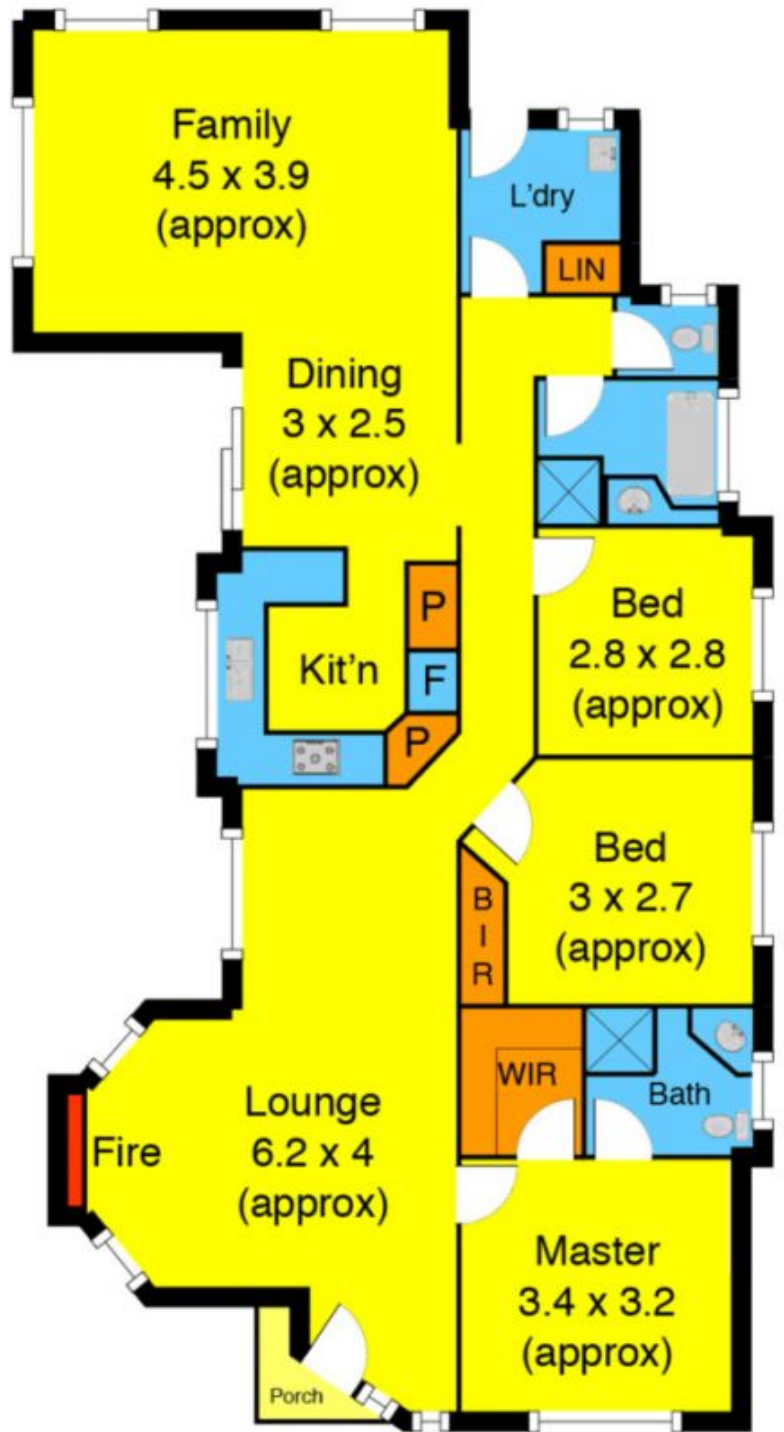 Family
4.5 x 3.9
(approx)
L'dry
LIN
Dining
3 x 2.5
(approx)
Kit'n
P
F
P
Bed
2.8 x 2.8
(approx)
Bed
3 x 2.7
(approx)
B
I
R
WIR
Bath
Lounge
6.2 x 4
(approx)
Fire
Master
3.4 x 3.2
(approx)
Porch